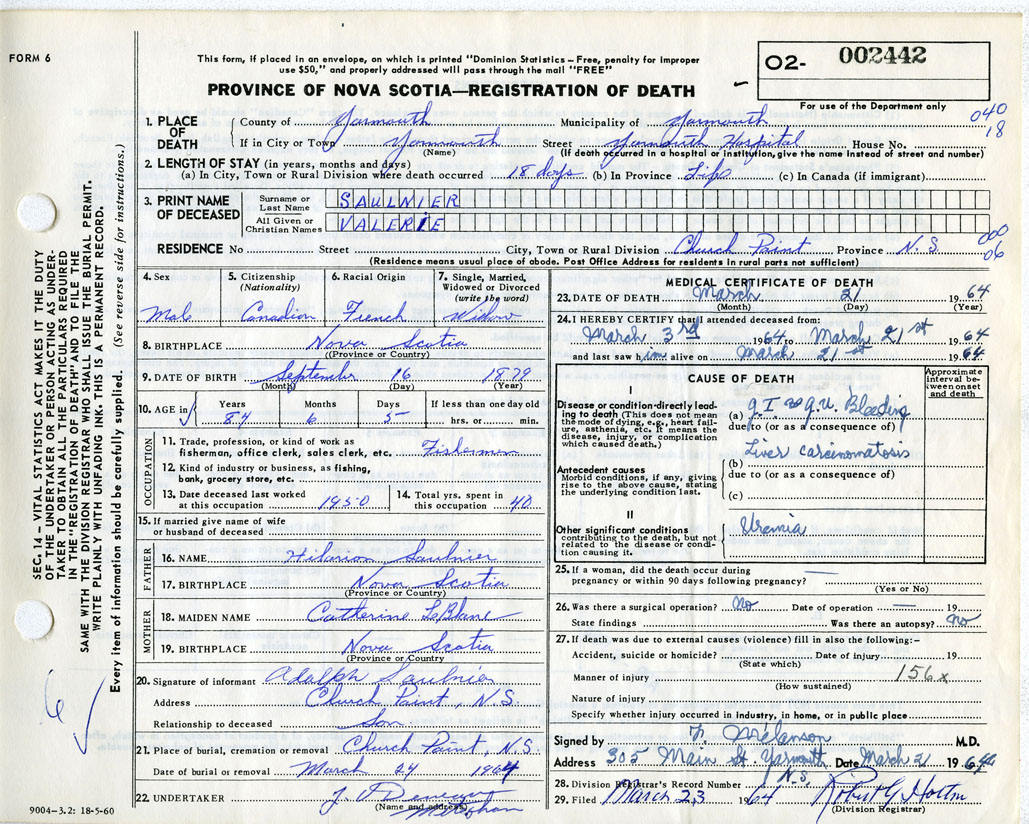 FORM 6
This form, if placed in an envelope, on which is printed "Dominion Statistics – Free, penalty for improper
use $50," and properly addressed will pass through the mail "FREE"
PROVINCE OF NOVA SCOTIA—REGISTRATION OF DEATH
O2- 002442
For use of the Department only
040
18
1. PLACE OF DEATH
County of Yarmouth Municipality of Yarmouth
If in City or Town Yarmouth Street Yarmouth Hospital House No.
(Name) (If death occurred in a hospital or institution, give the name instead of street and number)
2. LENGTH OF STAY (in years, months and days)
(a) In City, Town or Rural Division where death occurred 18 days (b) In Province Life (c) In Canada (if immigrant)
3. PRINT NAME OF DECEASED
Surname or Last Name SAULNIER
All Given or Christian Names VALERIE
000
06
RESIDENCE No Street City, Town or Rural Division Church Point Province N.S.
(Residence means usual place of abode. Post Office Address for residents in rural parts not sufficient)
4. Sex Male
5. Citizenship (Nationality) Canadian
6. Racial Origin French
7. Single, Married, Widowed or Divorced (write the word) Widow
8. BIRTHPLACE Nova Scotia
(Province or Country)
9. DATE OF BIRTH September 16 1879
(Month) (Day) (Year)
10. AGE in Years Months Days If less than one day old
84 6 5 hrs. or min.
OCCUPATION
11. Trade, profession, or kind of work as
fisherman, office clerk, sales clerk, etc. Fisherman
12. Kind of industry or business, as fishing,
bank, grocery store, etc.
13. Date deceased last worked
at this occupation 1950
14. Total yrs. spent in
this occupation 40
15. If married give name of wife
or husband of deceased
FATHER
16. NAME Hilarion Saulnier
17. BIRTHPLACE Nova Scotia
(Province or Country)
MOTHER
18. MAIDEN NAME Catherine LeBlanc
19. BIRTHPLACE Nova Scotia
(Province or Country)
20. Signature of informant Adolph Saulnier
Address Church Point, N.S.
Relationship to deceased Son
21. Place of burial, cremation or removal Church Point, N.S.
Date of burial or removal March 24 1964
22. UNDERTAKER
(Name and address)
Meteghan
9004-3.2: 18-5-60
MEDICAL CERTIFICATE OF DEATH
23. DATE OF DEATH March 21 1964
(Month) (Day) (Year)
24. I HEREBY CERTIFY that I attended deceased from:
March 3rd 1964 to March 21st 1964
and last saw him alive on March 21st 1964
CAUSE OF DEATH
Approximate interval between onset and death
I
Disease or condition directly leading to death (This does not mean the mode of dying, e.g., heart failure, asthenia, etc. It means the disease, injury, or complication which caused death.)
(a) G.I. & G.U. Bleeding
due to (or as a consequence of)
Liver carcinomatosis
Antecedent causes
Morbid conditions, if any, giving rise to the above cause, stating the underlying condition last.
(b)
due to (or as a consequence of)
(c)
II
Other significant conditions
contributing to the death, but not related to the disease or condition causing it.
Uremia
25. If a woman, did the death occur during
pregnancy or within 90 days following pregnancy? —
(Yes or No)
26. Was there a surgical operation? No Date of operation — 19
State findings Was there an autopsy? No
27. If death was due to external causes (violence) fill in also the following:–
Accident, suicide or homicide? Date of injury 19
(State which)
Manner of injury 156x
(How sustained)
Nature of injury
Specify whether injury occurred in industry, in home, or in public place
Signed by Melanson M.D.
Address 305 Main St. Yarmouth N.S. Date March 21 1964
28. Division Registrar's Record Number
29. Filed March 23 1964 Robert G Horton
(Division Registrar)
SEC. 14 – VITAL STATISTICS ACT MAKES IT THE DUTY
OF THE UNDERTAKER OR PERSON ACTING AS UNDER-
TAKER TO OBTAIN ALL THE PARTICULARS REQUIRED
IN THE "REGISTRATION OF DEATH" AND TO FILE THE
SAME WITH THE DIVISION REGISTRAR WHO SHALL ISSUE THE BURIAL PERMIT.
WRITE PLAINLY WITH UNFADING INK. THIS IS A PERMANENT RECORD.
Every item of information should be carefully supplied. (See reverse side for instructions.)